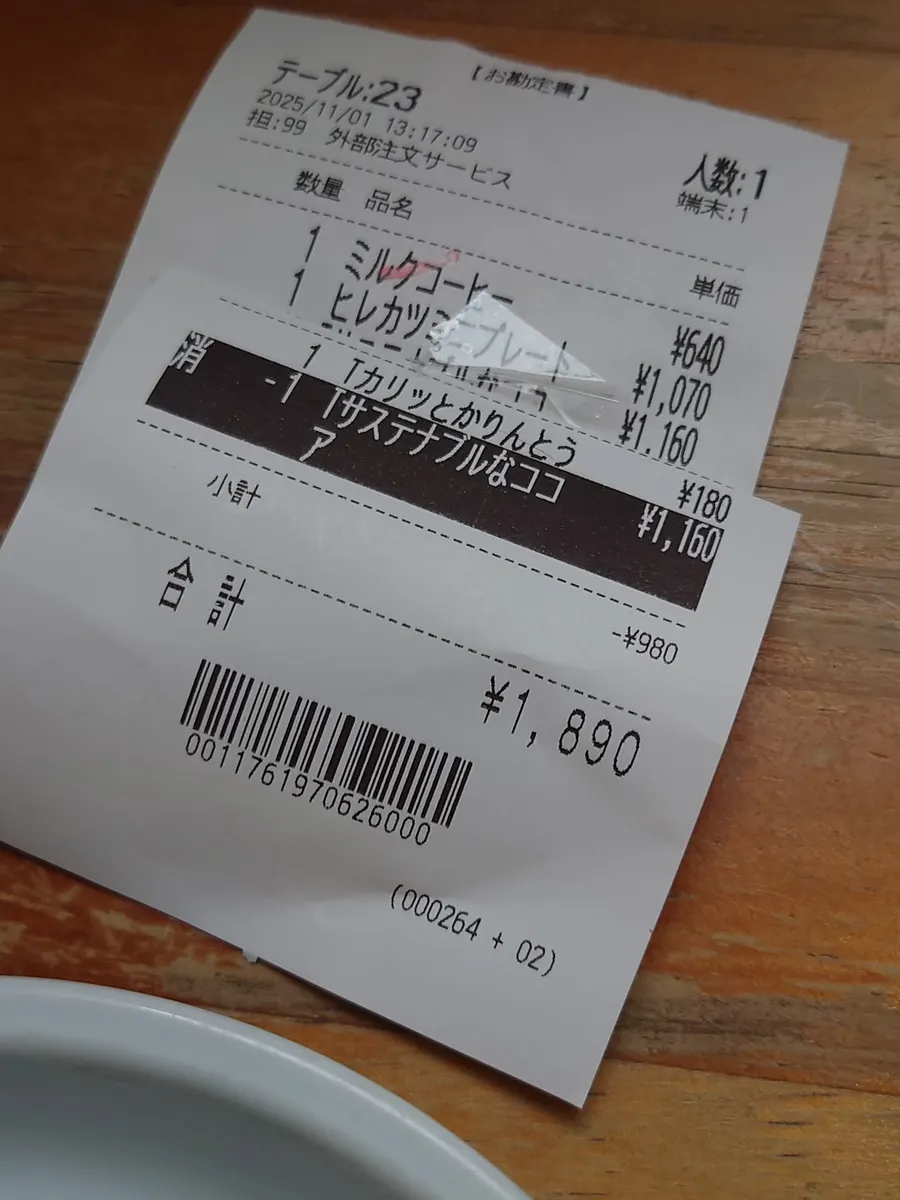 【お勘定書】
テーブル:23
2025/11/01 13:17:09
人数:1
担:99 外部注文サービス
端末:1
数量 品名 単価
1 ミルクコーヒー ¥640
1 ヒレカツミニプレート ¥1,070
¥1,160
1 「カリッとかりんとう ¥180
消 -1 「サステナブルなココ
ア ¥1,160
小計 -¥980
合計 ¥1,890
0011761970626000
(000264 + 02)